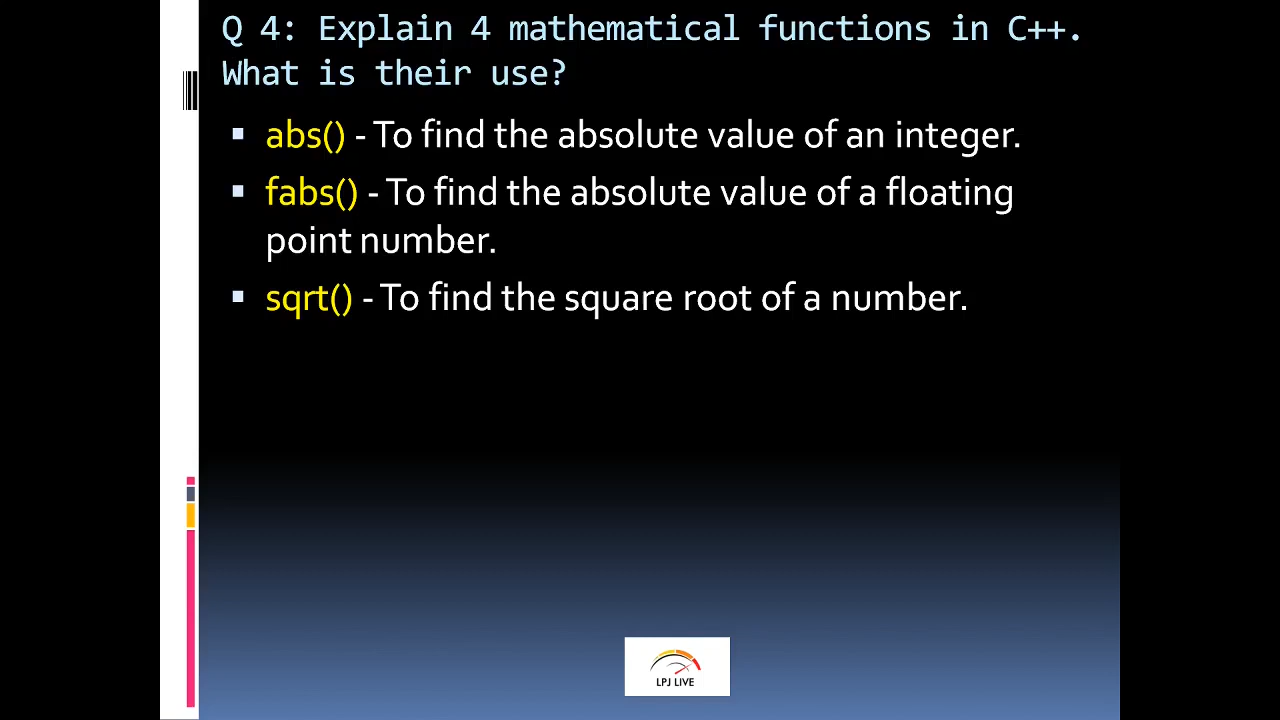 Q 4: Explain 4 mathematical functions in C++.
What is their use?
abs() - To find the absolute value of an integer.
fabs() - To find the absolute value of a floating
point number.
sqrt() - To find the square root of a number.
LPJ LIVE